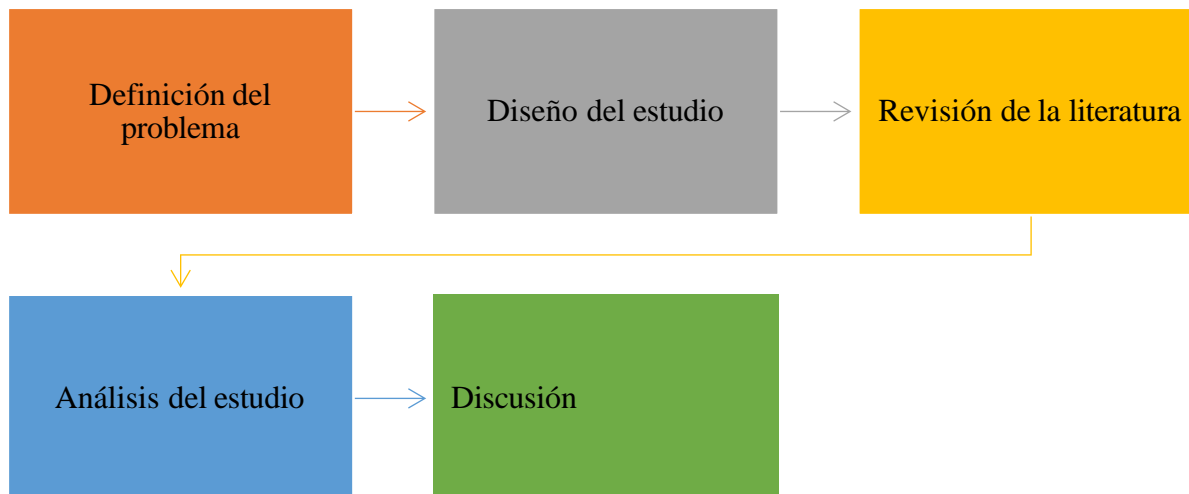 Definición del
problema
Diseño del estudio
Revisión de la literatura
Análisis del estudio
Discusión